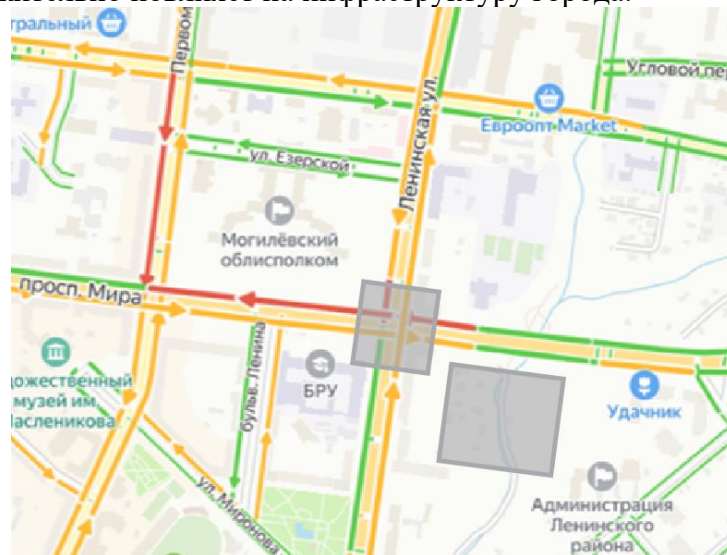 тральный
Первом
Угловой пер
Евроопт Market
Ленинская ул.
ул. Езерской
Могилёвский
облисполком
просп. Мира
бульв. Ленина
БРУ
дожественный
музей им.
Масленикова
Удачник
ул. Миронова
Администрация
Ленинского
района